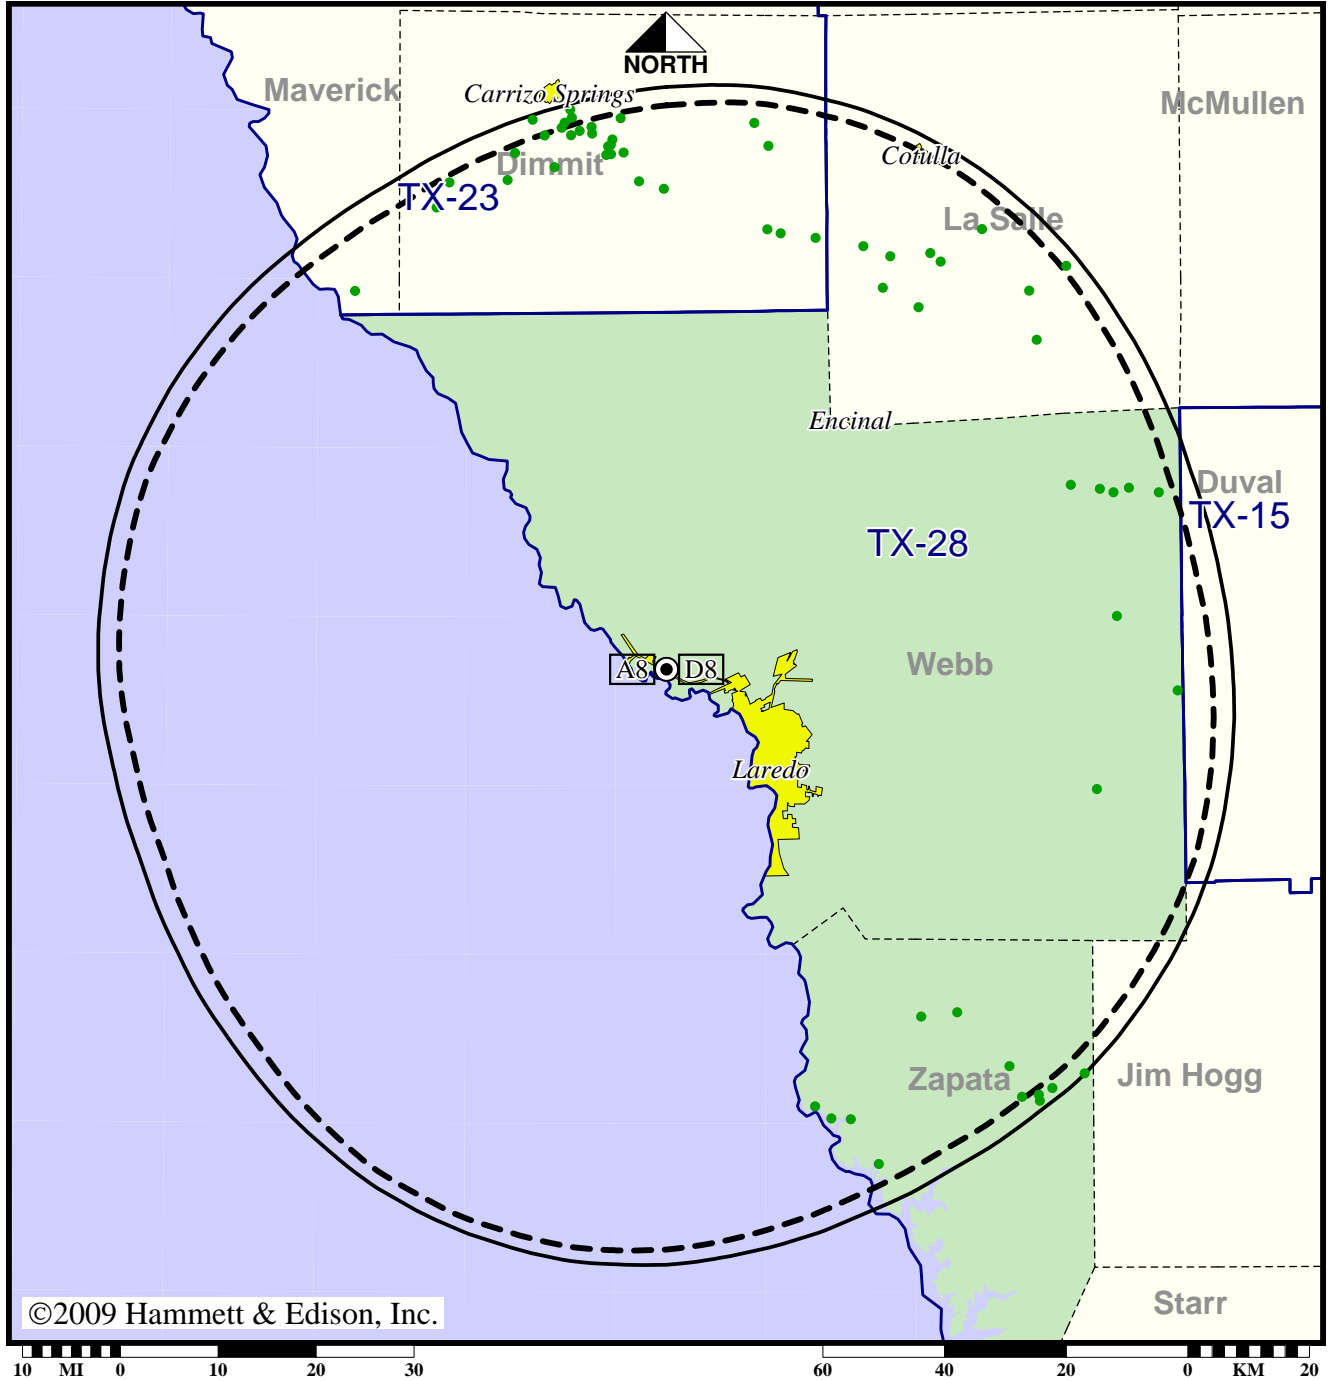 NORTH
Maverick
Carrizo Springs
McMullen
Cotulla
Dimmit
TX-23
La Salle
Encinal
Duval
TX-15
TX-28
A8
D8
Webb
Laredo
Zapata
Jim Hogg
Starr
©2009 Hammett & Edison, Inc.
10 MI 0 10 20 30
60 40 20 0 KM 20